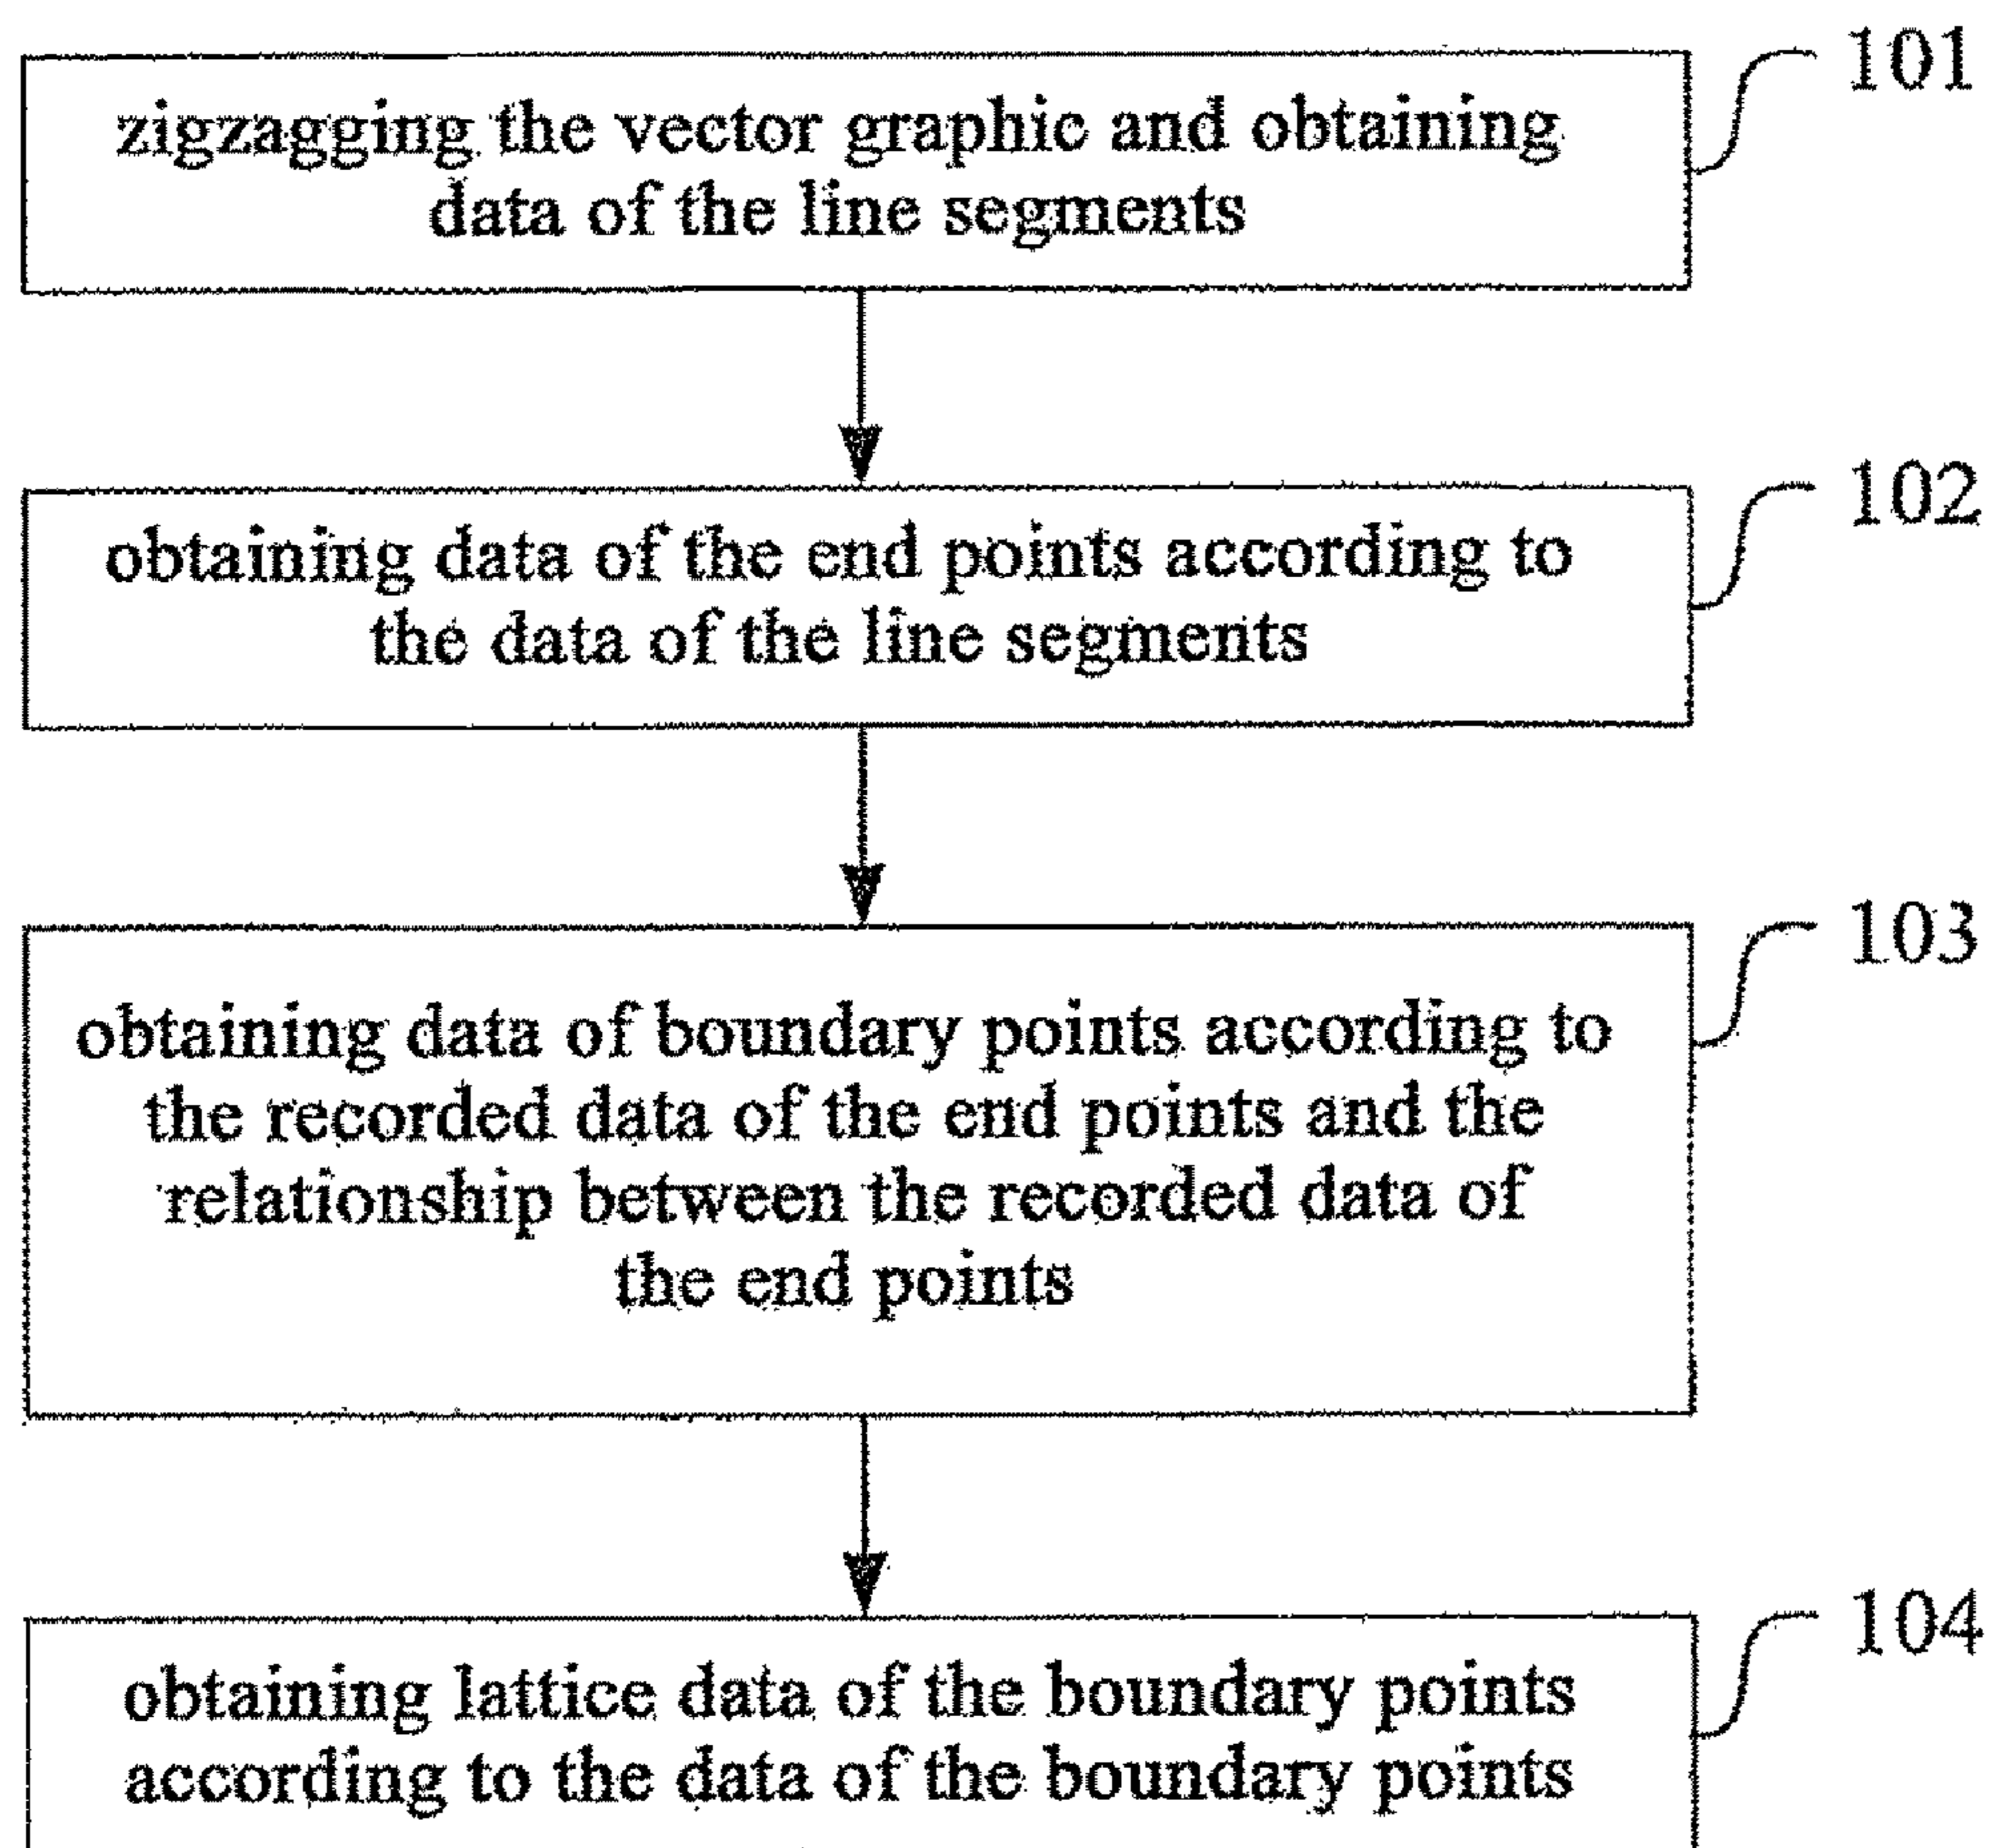 101
zigzagging the vector graphic and obtaining
data of the line segments
102
obtaining data of the end points according to
the data of the line segments
103
obtaining data of boundary points according to
the recorded data of the end points and the
relationship between the recorded data of
the end points
104
obtaining lattice data of the boundary points
according to the data of the boundary points